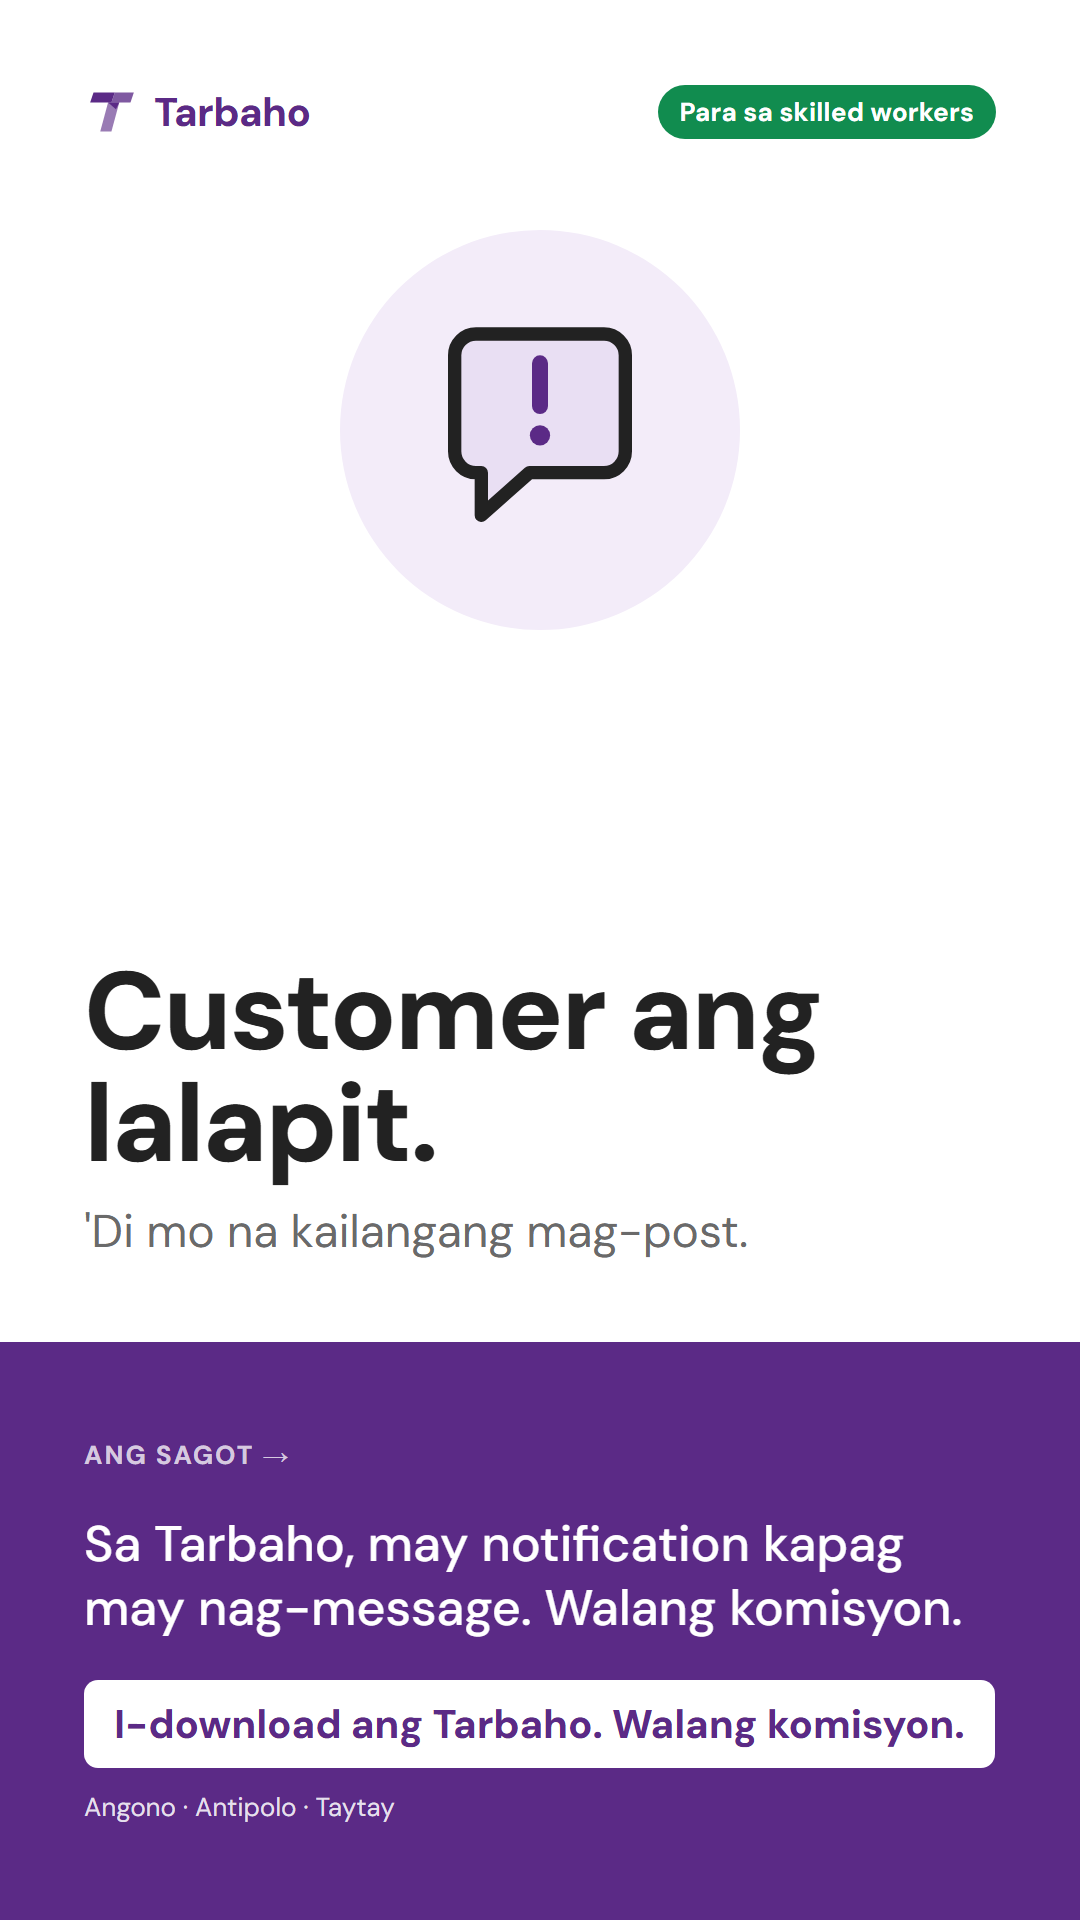 Tarbaho
Para sa skilled workers
Customer ang
lalapit.
'Di mo na kailangang mag-post.
ANG SAGOT →
Sa Tarbaho, may notification kapag
may nag-message. Walang komisyon.
I-download ang Tarbaho. Walang komisyon.
Angono · Antipolo · Taytay